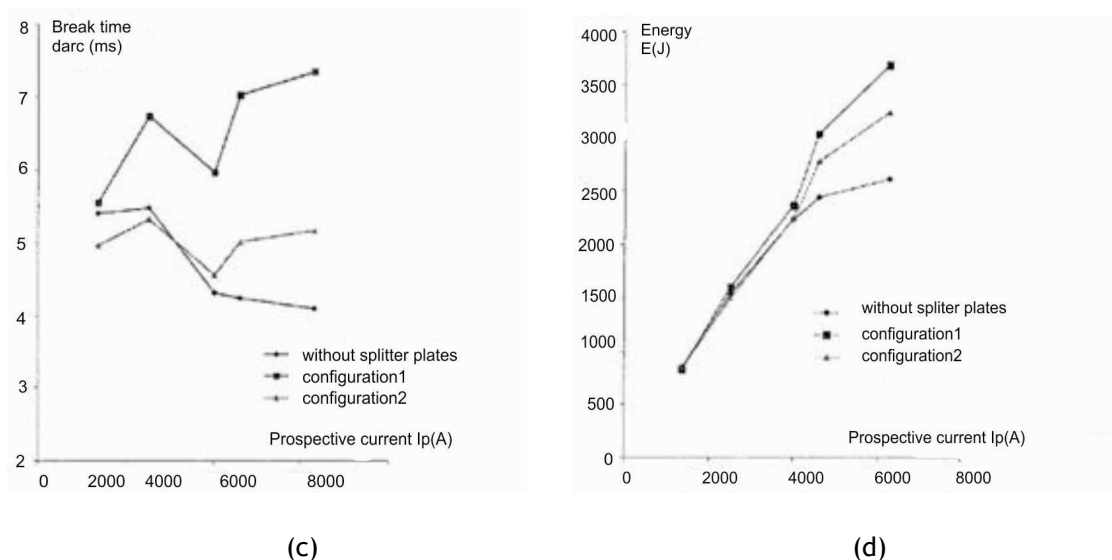 8
Break time
darc (ms)
7
6
5
4
3
2
without splitter plates
configuration1
configuration2
Prospective current Ip(A)
0 2000 4000 6000 8000
(c)
4000
Energy
E(J)
3500
3000
2500
2000
1500
1000
500
0
without spliter plates
configuration1
configuration2
Prospective current Ip(A)
0 2000 4000 6000 8000
(d)